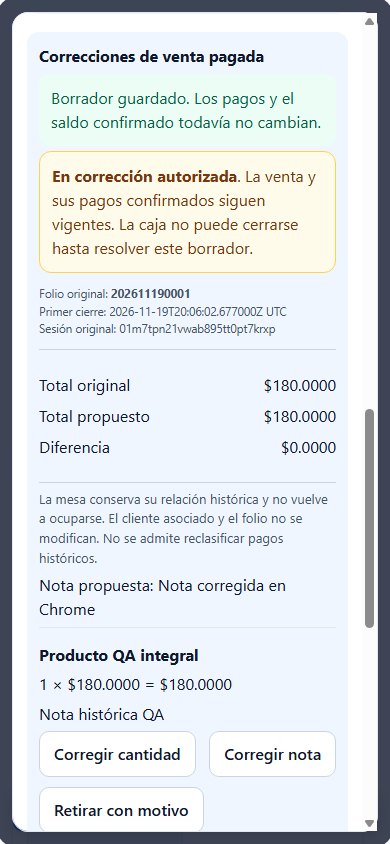 Correcciones de venta pagada
Borrador guardado. Los pagos y el
saldo confirmado todavía no cambian.
En corrección autorizada. La venta y
sus pagos confirmados siguen
vigentes. La caja no puede cerrarse
hasta resolver este borrador.
Folio original: 202611190001
Primer cierre: 2026-11-19T20:06:02.677000Z UTC
Sesión original: 01m7tpn21vwab895tt0pt7krxp
Total original $180.0000
Total propuesto $180.0000
Diferencia $0.0000
La mesa conserva su relación histórica y no vuelve
a ocuparse. El cliente asociado y el folio no se
modifican. No se admite reclasificar pagos
históricos.
Nota propuesta: Nota corregida en
Chrome
Producto QA integral
1 × $180.0000 = $180.0000
Nota histórica QA
Corregir cantidad Corregir nota
Retirar con motivo